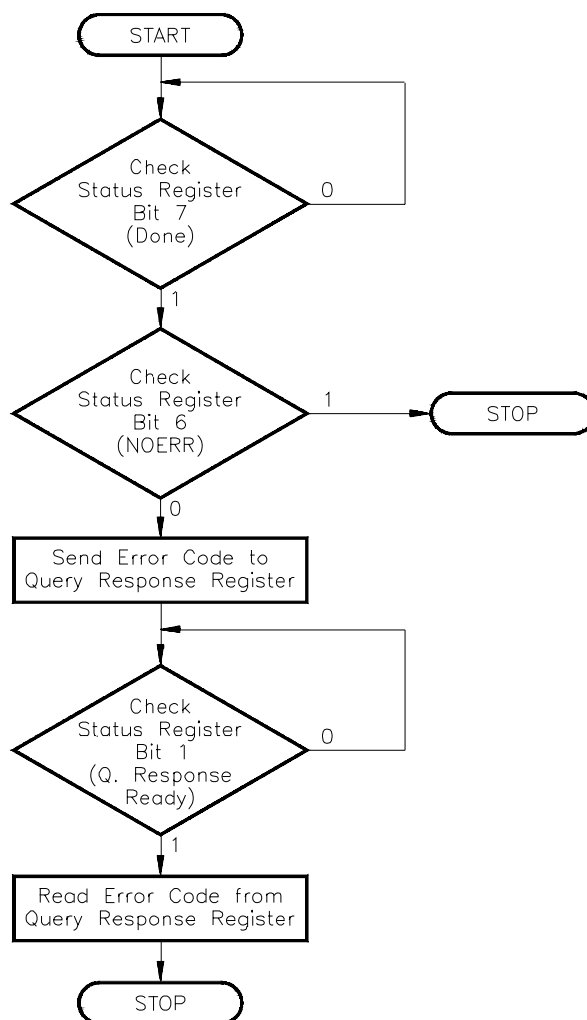 START
Check
Status Register
Bit 7
(Done)
0
1
Check
Status Register
Bit 6
(NOERR)
1
STOP
0
Send Error Code to
Query Response Register
Check
Status Register
Bit 1
(Q. Response
Ready)
0
1
Read Error Code from
Query Response Register
STOP